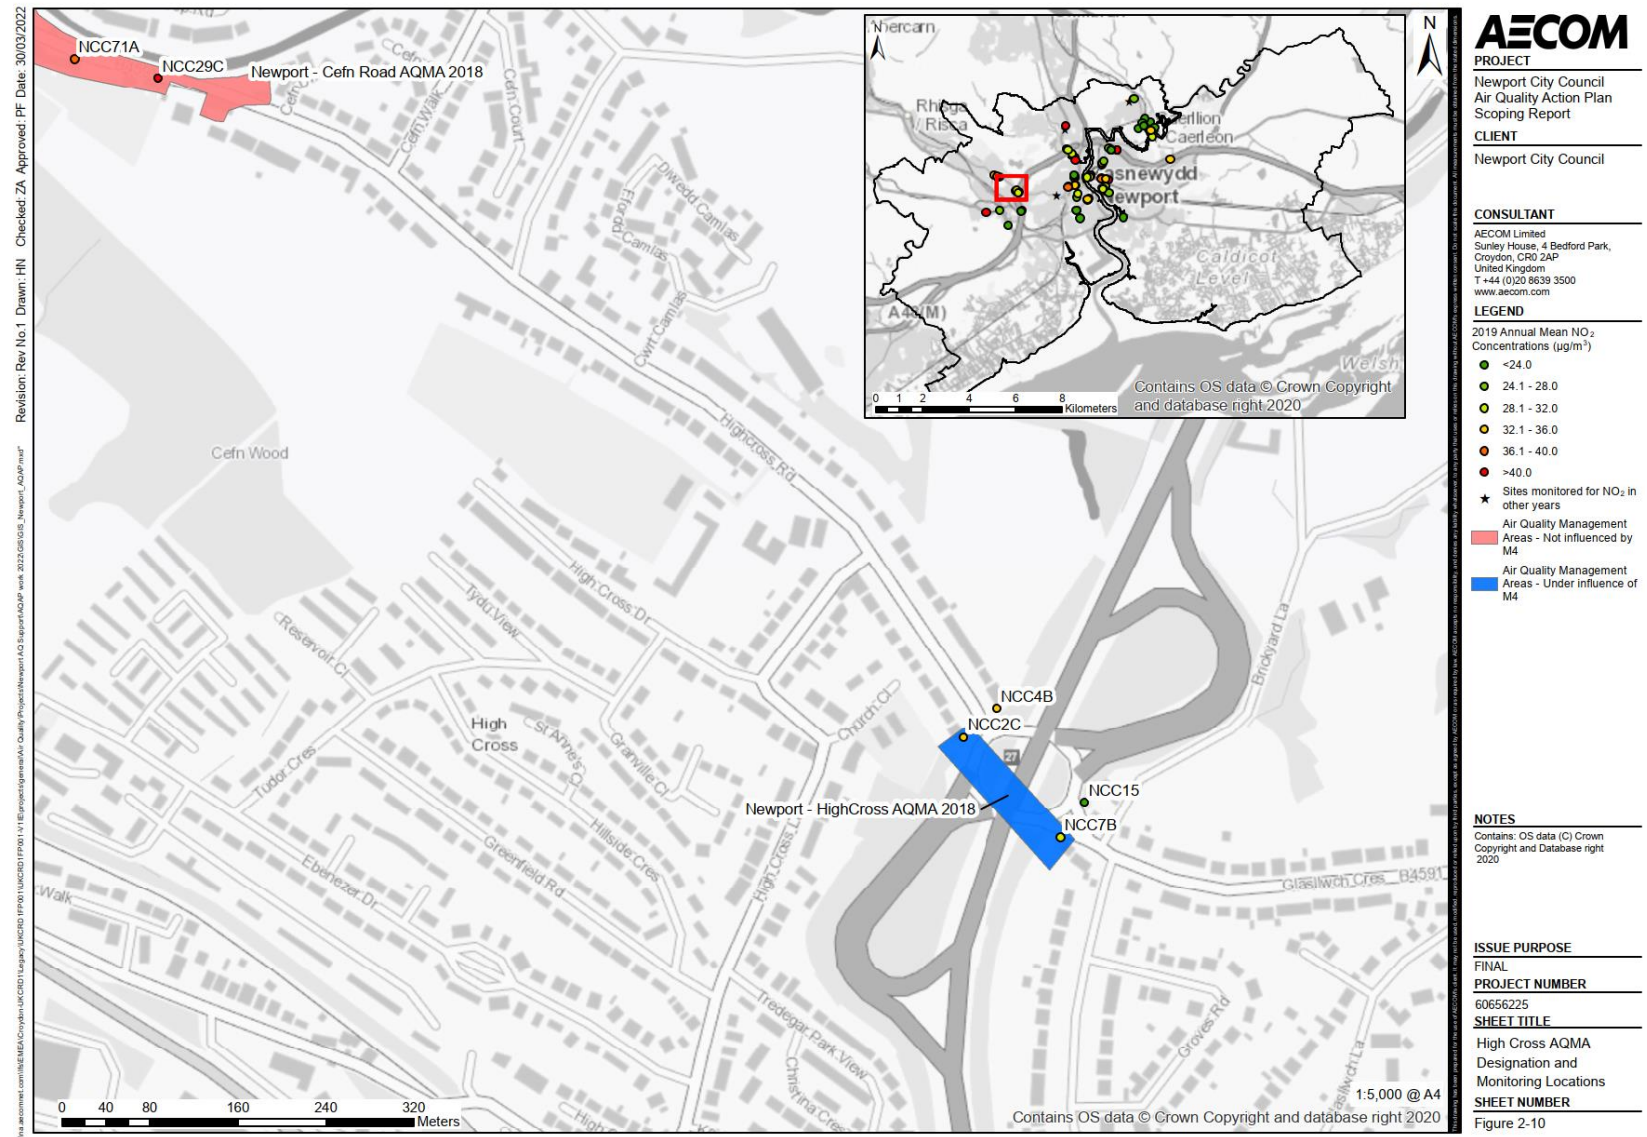 Revision: Rev No.1 Drawn: HN Checked: ZA Approved: PF Date: 30/03/2022
NCC71A
NCC29C
Newport - Cefn Road AQMA 2018
Cefn Walk
Cefn Court
Ffordd
Camlas
Diwedd Camlas
Cwrt Camlas
Highcross Rd
Cefn Wood
High Cross Dr
Tydu View
Reservoir Cl
Church Cl
High
Cross
St Anne's Cl
Granville Cl
Tudor Cres
Hillside Cres
Greenfield Rd
Ebenezer Dr
Walk
High Cross L
Brickyard La
NCC4B
NCC2C
27
NCC15
NCC7B
Newport - HighCross AQMA 2018
Glasllwch Cres B4591
Groves Rd
Tredegar Park View
Christina Cres
0 40 80 160 240 320
Meters
1:5,000 @ A4
Contains OS data © Crown Copyright and database right 2020
N
N
Rhisga
/ Risca
Caerleon
asnewydd
ewport
Caldicot
Level
Welsh
0 1 2 4 6 8
Kilometers
Contains OS data © Crown Copyright
and database right 2020
AECOM
PROJECT
Newport City Council
Air Quality Action Plan
Scoping Report
CLIENT
Newport City Council
CONSULTANT
AECOM Limited
Sunley House, 4 Bedford Park,
Croydon, CR0 2AP
United Kingdom
T +44 (0)20 8639 3500
www.aecom.com
LEGEND
2019 Annual Mean NO₂
Concentrations (µg/m³)
<24.0
24.1 - 28.0
28.1 - 32.0
32.1 - 36.0
36.1 - 40.0
>40.0
Sites monitored for NO₂ in
other years
Air Quality Management
Areas - Not influenced by
M4
Air Quality Management
Areas - Under influence of
M4
NOTES
Contains: OS data (C) Crown
Copyright and Database right
2020
ISSUE PURPOSE
FINAL
PROJECT NUMBER
60656225
SHEET TITLE
High Cross AQMA
Designation and
Monitoring Locations
SHEET NUMBER
Figure 2-10